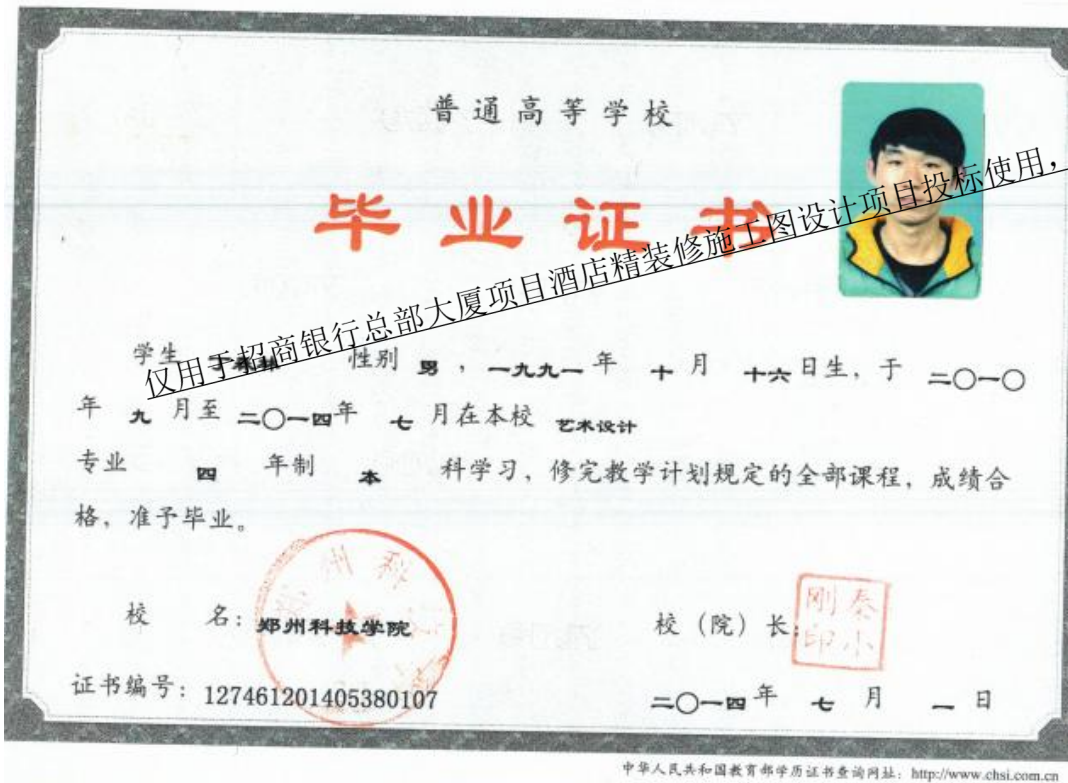 普通高等学校
毕业证书
仅用于招商银行总部大厦项目酒店精装修施工图设计项目投标使用，
学生 性别 男 ，一九九一 年 十 月 十六 日生，于 二〇一〇
年 九 月至 二〇一四年 七 月在本校 艺术设计
专业 四 年制 本 科学习，修完教学计划规定的全部课程，成绩合
格，准予毕业。
校 名：郑州科技学院
校（院）长：
秦小刚印
证书编号：127461201405380107
二〇一四年 七 月 一 日
中华人民共和国教育部学历证书查询网址：http://www.chsi.com.cn